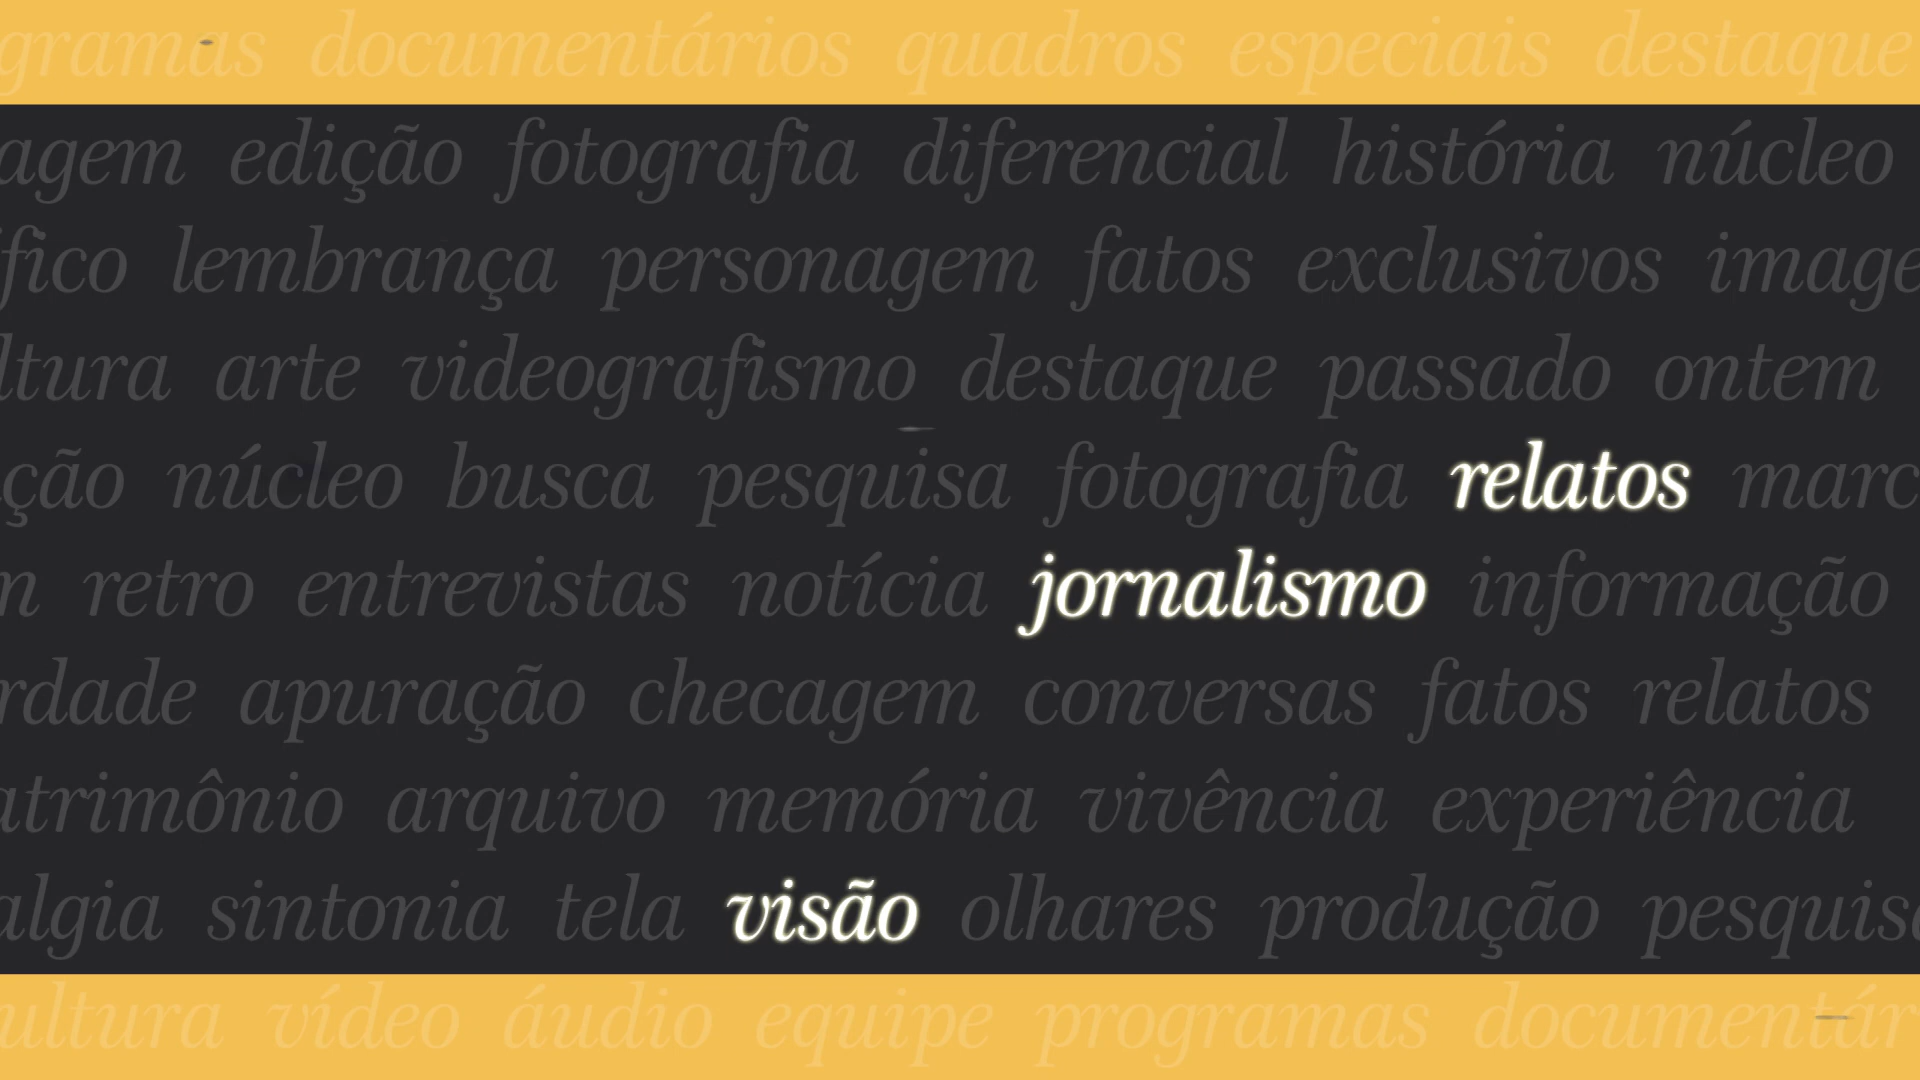 gramas documentários quadros especiais destaque
agem edição fotografia diferencial história núcleo
fico lembrança personagem fatos exclusivos image
ltura arte videografismo destaque passado ontem
ção núcleo busca pesquisa fotografia relatos marc
m retro entrevistas notícia jornalismo informação
rdade apuração checagem conversas fatos relatos
atrimônio arquivo memória vivência experiência
algia sintonia tela visão olhares produção pesquisa
ultura vídeo áudio equipe programas documentár